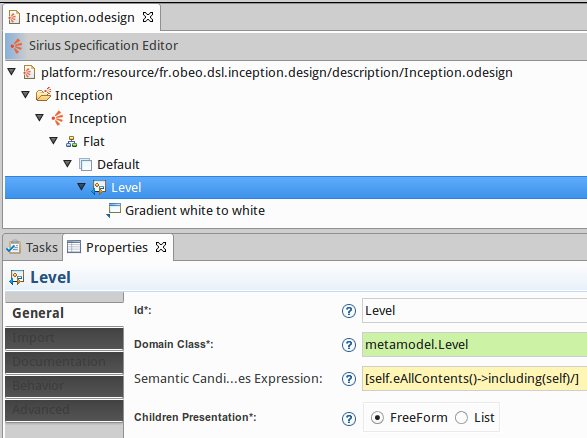 Inception.odesign
Sirius Specification Editor
platform:/resource/fr.obeo.dsl.inception.design/description/Inception.odesign
Inception
Inception
Flat
Default
Level
Gradient white to white
Tasks Properties
Level
General
Import
Documentation
Behavior
Advanced
Id*: Level
Domain Class*: metamodel.Level
Semantic Candi...es Expression: [self.eAllContents()->including(self)/]
Children Presentation*: FreeForm List